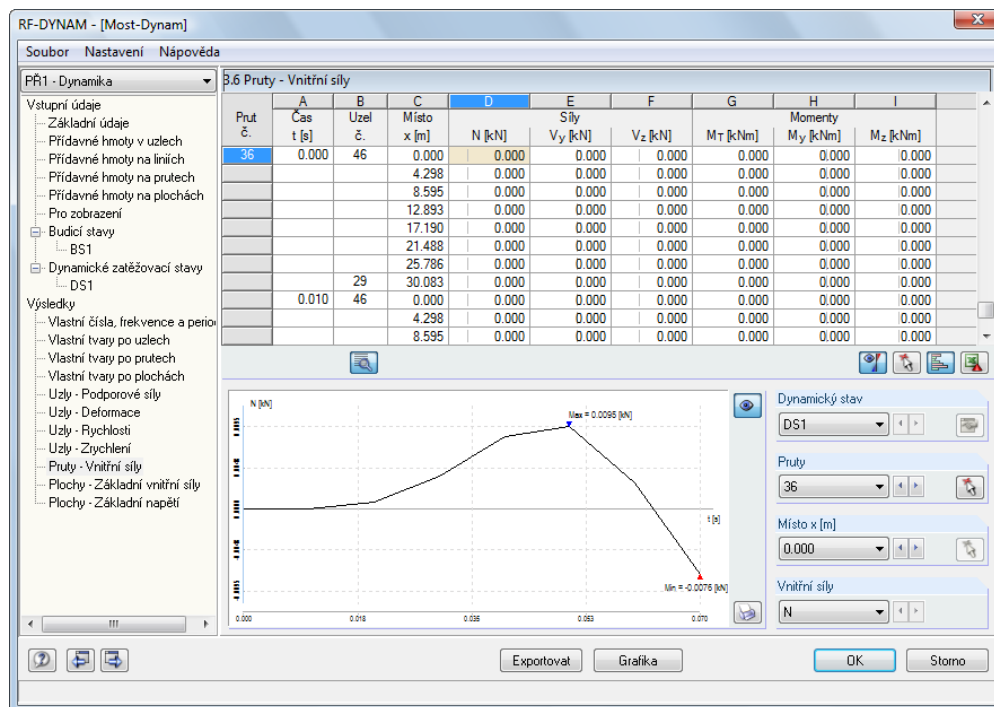 RF-DYNAM - [Most-Dynam]
Soubor Nastavení Nápověda
PŘ1 - Dynamika
Vstupní údaje
Základní údaje
Přídavné hmoty v uzlech
Přídavné hmoty na liniích
Přídavné hmoty na prutech
Přídavné hmoty na plochách
Pro zobrazení
Budicí stavy
BS1
Dynamické zatěžovací stavy
DS1
Výsledky
Vlastní čísla, frekvence a perio
Vlastní tvary po uzlech
Vlastní tvary po prutech
Vlastní tvary po plochách
Uzly - Podporové síly
Uzly - Deformace
Uzly - Rychlosti
Uzly - Zrychlení
Pruty - Vnitřní síly
Plochy - Základní vnitřní síly
Plochy - Základní napětí
3.6 Pruty - Vnitřní síly
A B C D E F G H I
Prut Čas Uzel Místo Síly Momenty
č. t [s] č. x [m] N [kN] Vy [kN] Vz [kN] MT [kNm] My [kNm] Mz [kNm]
36 0.000 46 0.000 0.000 0.000 0.000 0.000 0.000 0.000
4.298 0.000 0.000 0.000 0.000 0.000 0.000
8.595 0.000 0.000 0.000 0.000 0.000 0.000
12.893 0.000 0.000 0.000 0.000 0.000 0.000
17.190 0.000 0.000 0.000 0.000 0.000 0.000
21.488 0.000 0.000 0.000 0.000 0.000 0.000
25.786 0.000 0.000 0.000 0.000 0.000 0.000
29 30.083 0.000 0.000 0.000 0.000 0.000 0.000
0.010 46 0.000 0.000 0.000 0.000 0.000 0.000 0.000
4.298 0.000 0.000 0.000 0.000 0.000 0.000
8.595 0.000 0.000 0.000 0.000 0.000 0.000
N [kN]
Max = 0.0095 [kN]
t [s]
Min = -0.0076 [kN]
0.000 0.018 0.035 0.053 0.070
Dynamický stav
DS1
Pruty
36
Místo x [m]
0.000
Vnitřní síly
N
Exportovat Grafika OK Storno